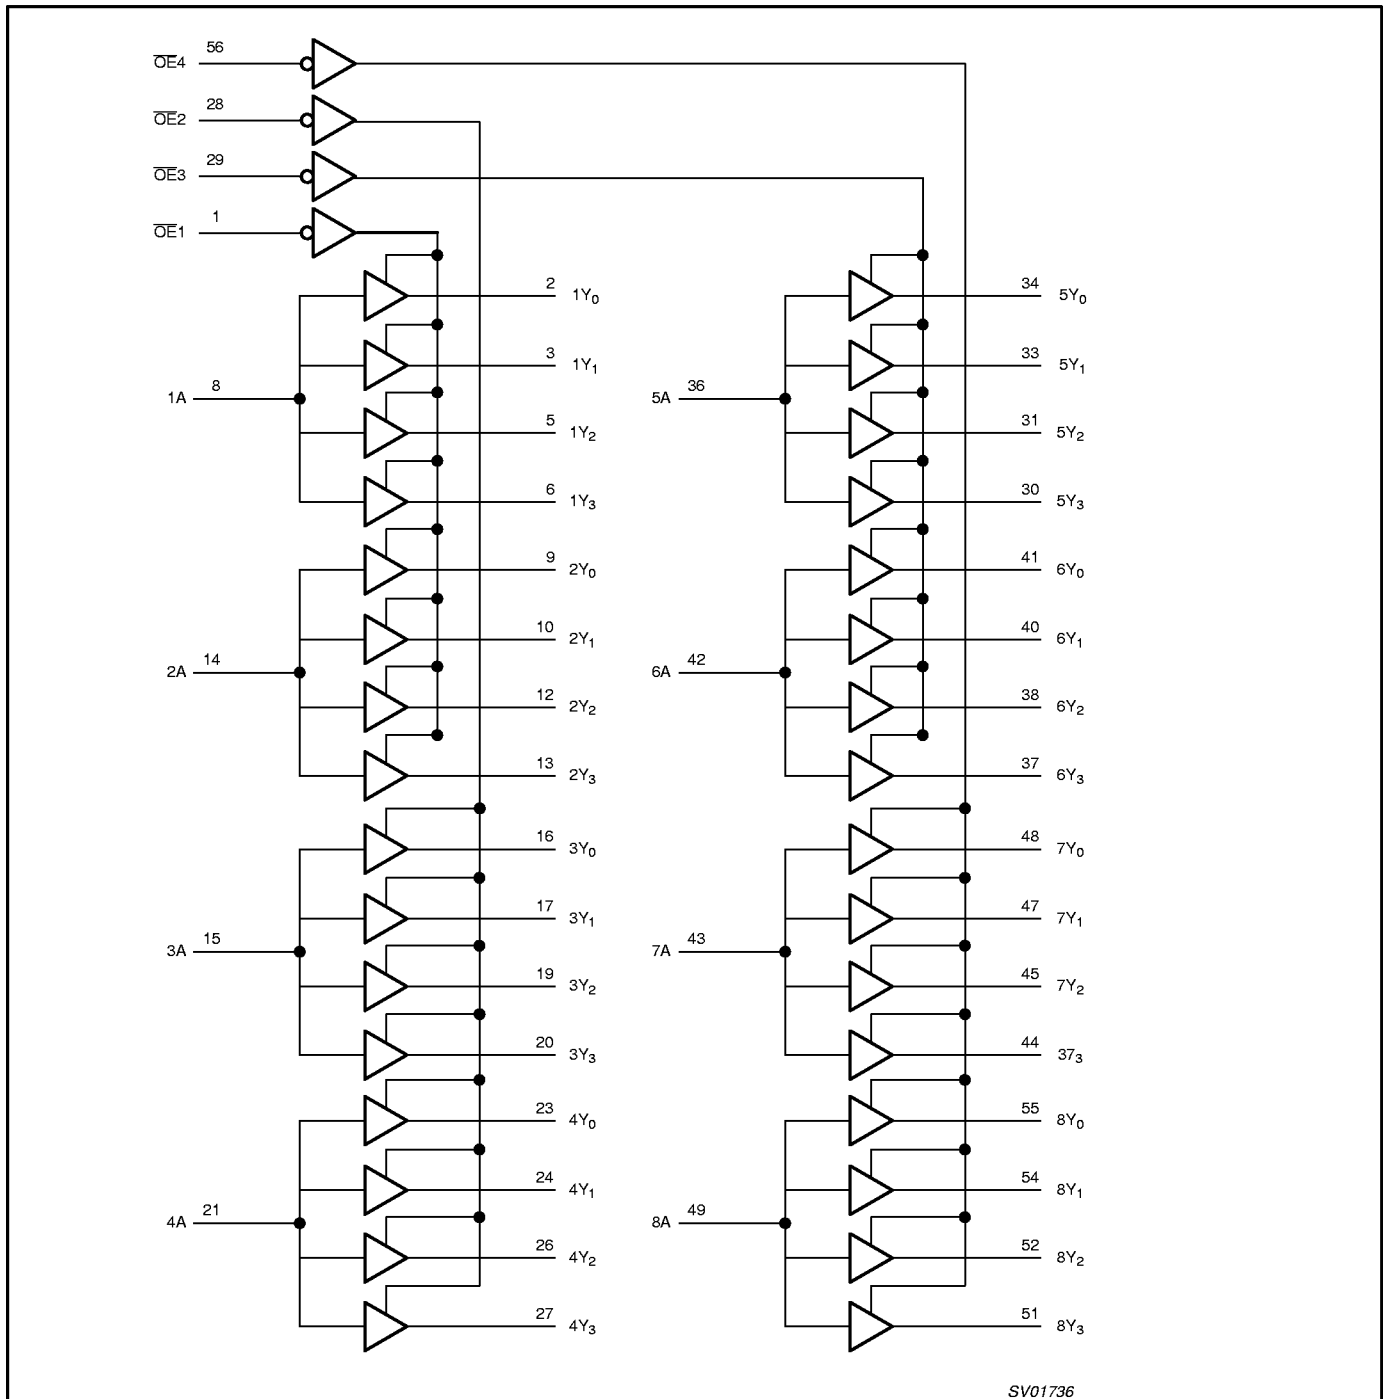 56
O̅E̅4
28
O̅E̅2
29
O̅E̅3
1
O̅E̅1
2 1Y₀
3 1Y₁
1A 8
5 1Y₂
6 1Y₃
9 2Y₀
10 2Y₁
2A 14
12 2Y₂
13 2Y₃
16 3Y₀
17 3Y₁
3A 15
19 3Y₂
20 3Y₃
23 4Y₀
24 4Y₁
4A 21
26 4Y₂
27 4Y₃
34 5Y₀
33 5Y₁
5A 36
31 5Y₂
30 5Y₃
41 6Y₀
40 6Y₁
6A 42
38 6Y₂
37 6Y₃
48 7Y₀
47 7Y₁
7A 43
45 7Y₂
44 37₃
55 8Y₀
54 8Y₁
8A 49
52 8Y₂
51 8Y₃
SV01736